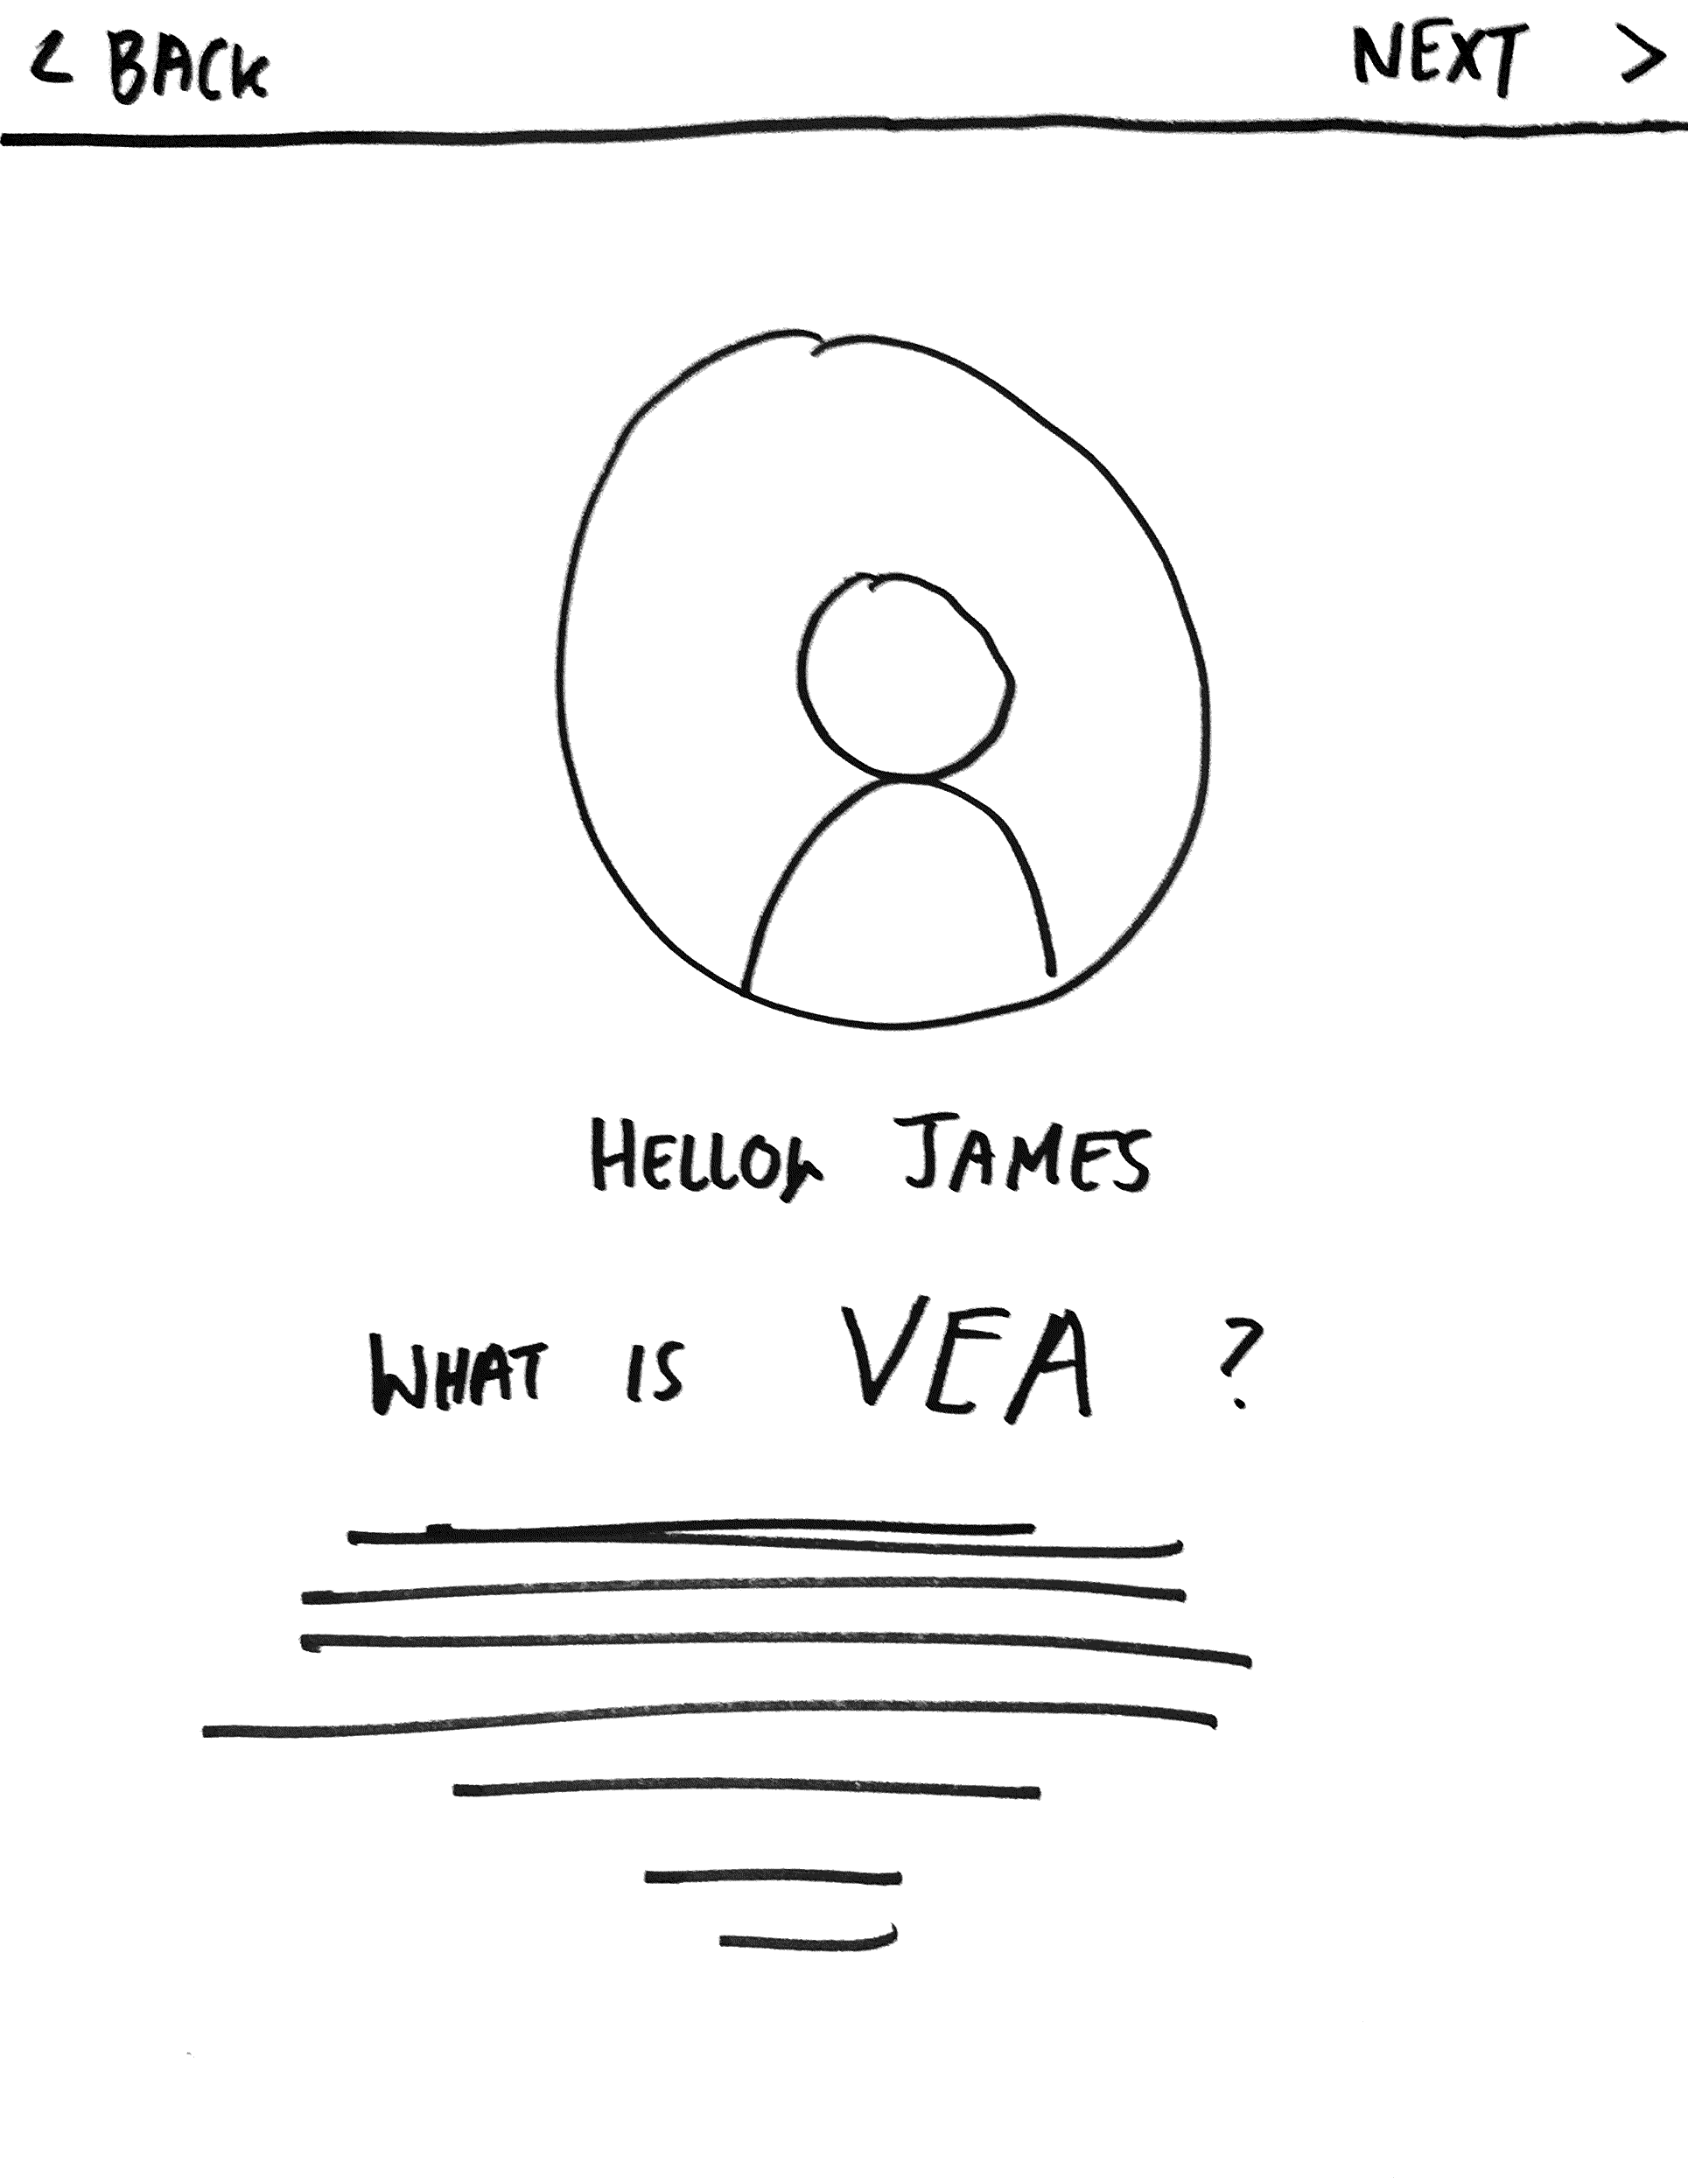 < BACK NEXT >
HELLO, JAMES
WHAT IS VEA ?